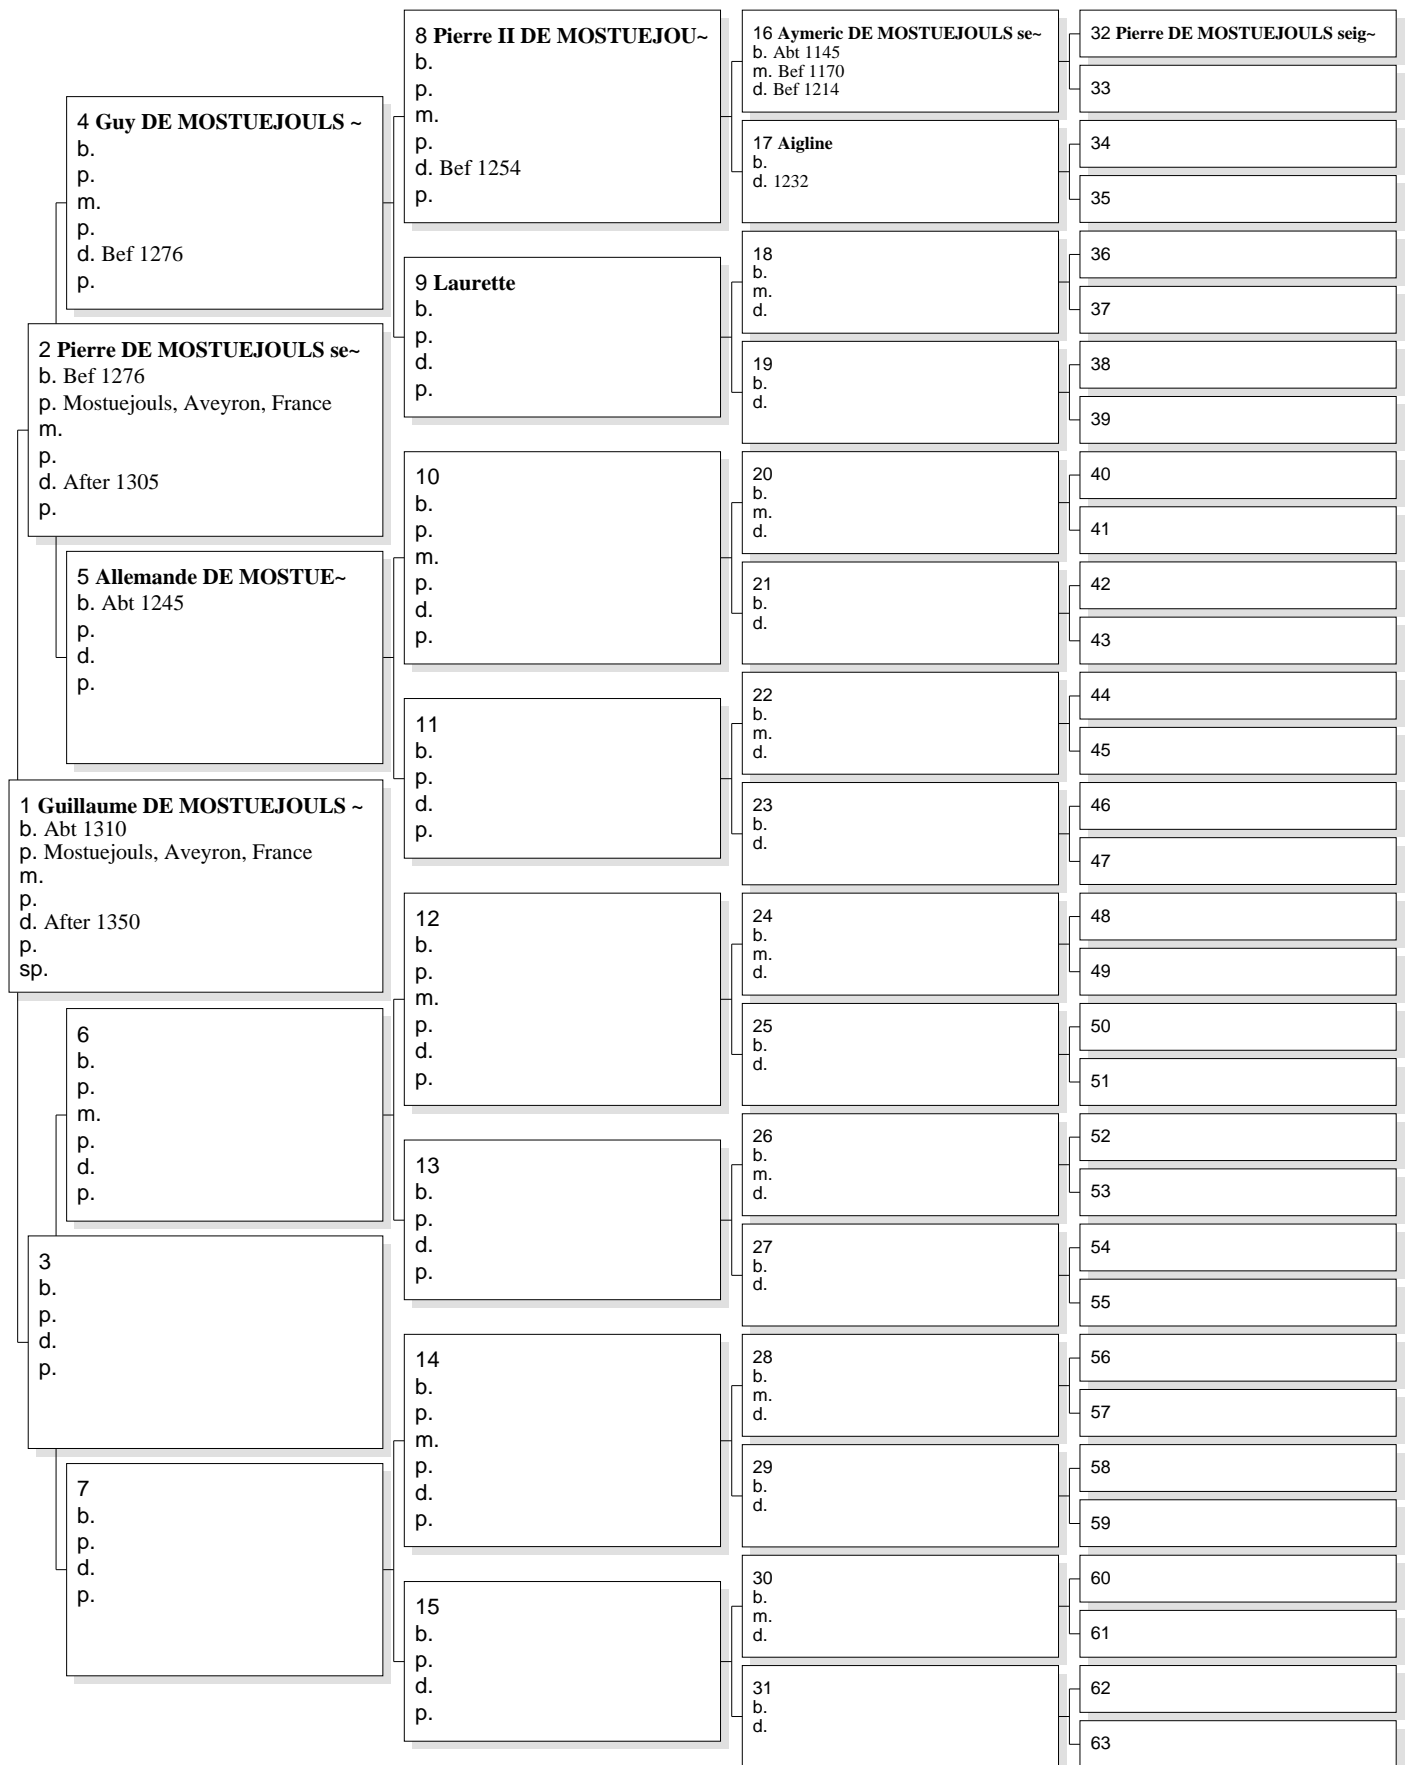 1 Guillaume DE MOSTUEJOULS ~
b. Abt 1310
p. Mostuejouls, Aveyron, France
m.
p.
d. After 1350
p.
sp.
2 Pierre DE MOSTUEJOULS se~
b. Bef 1276
p. Mostuejouls, Aveyron, France
m.
p.
d. After 1305
p.
3
b.
p.
d.
p.
4 Guy DE MOSTUEJOULS ~
b.
p.
m.
p.
d. Bef 1276
p.
5 Allemande DE MOSTUE~
b. Abt 1245
p.
d.
p.
6
b.
p.
m.
p.
d.
p.
7
b.
p.
d.
p.
8 Pierre II DE MOSTUEJOU~
b.
p.
m.
p.
d. Bef 1254
p.
9 Laurette
b.
p.
d.
p.
10
b.
p.
m.
p.
d.
p.
11
b.
p.
d.
p.
12
b.
p.
m.
p.
d.
p.
13
b.
p.
d.
p.
14
b.
p.
m.
p.
d.
p.
15
b.
p.
d.
p.
16 Aymeric DE MOSTUEJOULS se~
b. Abt 1145
m. Bef 1170
d. Bef 1214
17 Aigline
b.
d. 1232
18
b.
m.
d.
19
b.
d.
20
b.
m.
d.
21
b.
d.
22
b.
m.
d.
23
b.
d.
24
b.
m.
d.
25
b.
d.
26
b.
m.
d.
27
b.
d.
28
b.
m.
d.
29
b.
d.
30
b.
m.
d.
31
b.
d.
32 Pierre DE MOSTUEJOULS seig~
33
34
35
36
37
38
39
40
41
42
43
44
45
46
47
48
49
50
51
52
53
54
55
56
57
58
59
60
61
62
63